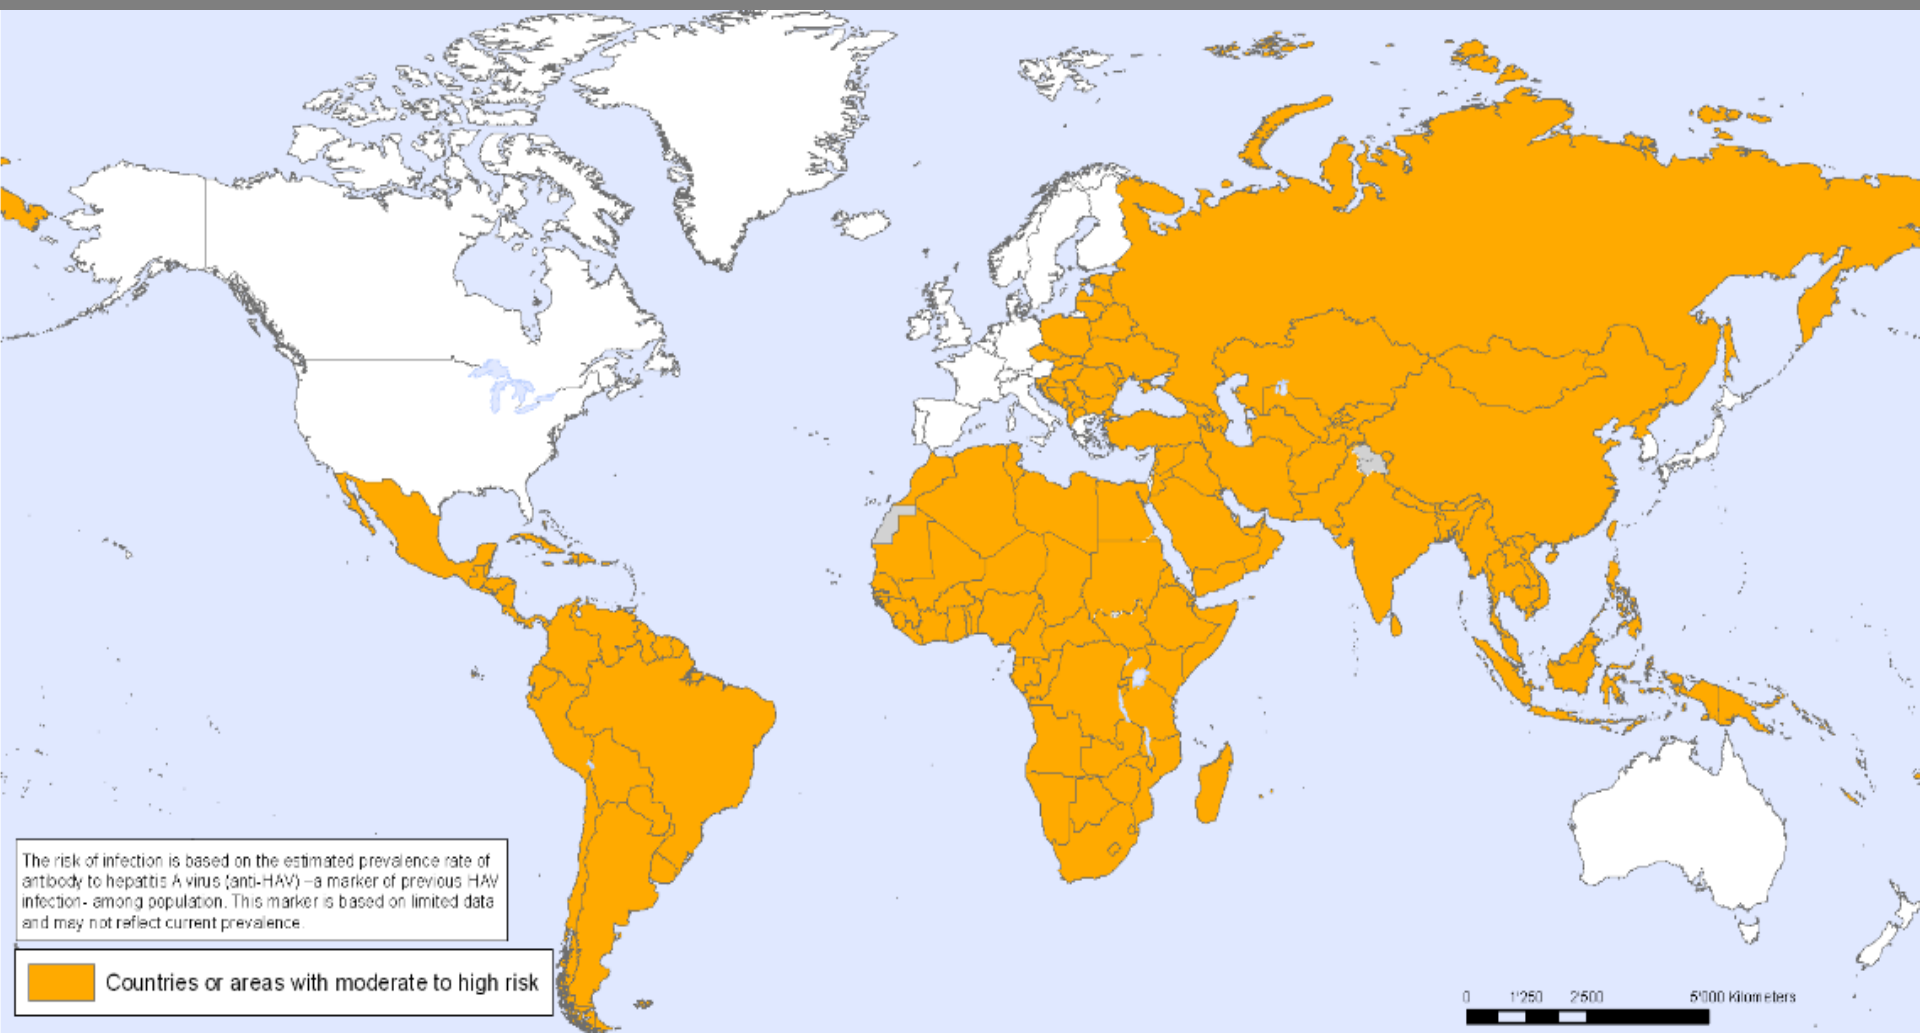 The risk of infection is based on the estimated prevalence rate of
antibody to hepatitis A virus (anti-HAV) –a marker of previous HAV
infection- among population. This marker is based on limited data
and may not reflect current prevalence.
Countries or areas with moderate to high risk
0 1'250 2'500 5'000 Kilometers